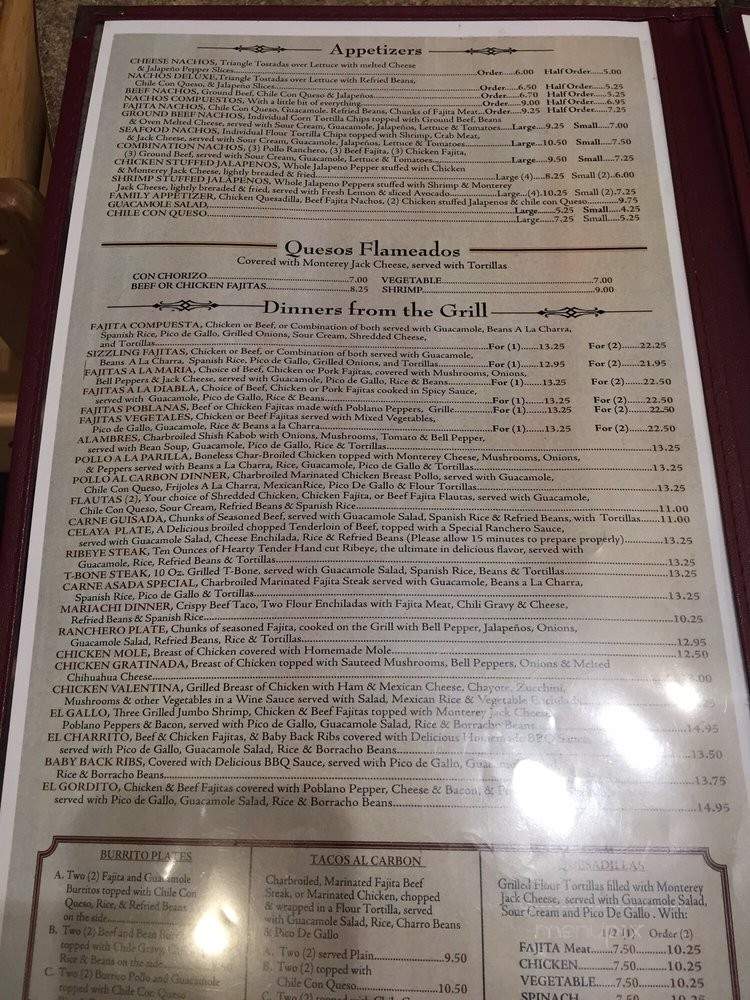 Appetizers
CHEESE NACHOS, Triangle Tostadas over Lettuce with melted Cheese
& Jalapeño Pepper Slices......Order......6.00 Half Order.....5.00
NACHOS DELUXE, Triangle Tostadas over Lettuce with Refried Beans,
Chile Con Queso, & Jalapeño Slices......Order.....6.50 Half Order.....5.25
BEEF NACHOS, Ground Beef, Chile Con Queso & Jalapeños......Order.....6.70 Half Order.....5.25
NACHOS COMPUESTOS, With a little bit of everything......Order.....9.00 Half Order.....6.95
FAJITA NACHOS, Chile Con Queso, Guacamole, Refried Beans, Chunks of Fajita Meat...Order...9.25 Half Order.....7.25
GROUND BEEF NACHOS, Individual Corn Tortilla Chips topped with Ground Beef, Beans
& Oven Melted Cheese, served with Sour Cream, Guacamole, Jalapeños, Lettuce & Tomatoes......Large....9.25 Small.....7.00
SEAFOOD NACHOS, Individual Flour Tortilla Chips topped with Shrimp, Crab Meat,
& Jack Cheese, served with Sour Cream, Guacamole, Jalapeños, Lettuce & Tomatoes......Large...10.50 Small.....7.50
COMBINATION NACHOS, (3) Pollo Ranchero, (3) Beef Fajita, (3) Chicken Fajita,
(3) Ground Beef, served with Sour Cream, Guacamole, Lettuce & Tomatoes......Large....9.50 Small.....7.25
CHICKEN STUFFED JALAPENOS, Whole Jalapeno Pepper stuffed with Chicken
& Monterey Jack Cheese, lightly breaded & fried......Large (4).....8.25 Small (2)..6.00
SHRIMP STUFFED JALAPENOS, Whole Jalapeno Peppers stuffed with Shrimp & Monterey
Jack Cheese, lightly breraded & fried, served with Fresh Lemon & sliced Avocado......Large...(4).10.25 Small (2).7.25
FAMILY APPETIZER, Chicken Quesadilla, Beef Fajita Nachos, (2) Chicken stuffed Jalapenos & chile con Queso......9.75
GUACAMOLE SALAD,......Large......5.25 Small....4.25
CHILE CON QUESO......Large......7.25 Small....5.25
Quesos Flameados
Covered with Monterey Jack Cheese, served with Tortillas
CON CHORIZO......7.00 VEGETABLE......7.00
BEEF OR CHICKEN FAJITAS......8.25 SHRIMP......9.00
Dinners from the Grill
FAJITA COMPUESTA, Chicken or Beef, or Combination of both served with Guacamole, Beans A La Charra,
Spanish Rice, Pico de Gallo, Grilled Onions, Sour Cream, Shredded Cheese,
and Tortillas......For (1)......13.25 For (2)......22.25
SIZZLING FAJITAS, Chicken or Beef, or Combination of both served with Guacamole,
Beans A La Charra, Spanish Rice, Pico de Gallo, Grilled Onions, and Tortillas......For (1)......12.95 For (2)......21.95
FAJITAS A LA MARIA, Choice of Beef, Chicken or Pork Fajitas, covered with Mushrooms, Onions,
Bell Peppers & Jack Cheese, served with Guacamole, Pico de Gallo, Rice & Beans......For (1)......13.25 For (2)......22.50
FAJITAS A LA DIABLA, Choice of Beef, Chicken or Pork Fajitas cooked in Spicy Sauce,
served with Guacamole, Pico de Gallo, Rice & Beans......For (1)......13.25 For (2)......22.50
FAJITAS POBLANAS, Beef or Chicken Fajitas made with Poblano Peppers, Grille......For (1)......13.25 For (2)......22.50
FAJITAS VEGETALES, Chicken or Beef Fajitas served with Mixed Vegetables,
Pico de Gallo, Guacamole, Rice & Beans a la Charra......For (1)......13.25 For (2)......22.50
ALAMBRES, Charbroiled Shish Kabob with Onions, Mushrooms, Tomato & Bell Pepper,
served with Bean Soup, Guacamole, Pico de Gallo, Rice & Tortillas......13.25
POLLO A LA PARILLA, Boneless Char-Broiled Chicken topped with Monterey Cheese, Mushrooms, Onions,
& Peppers served with Beans a La Charra, Rice, Guacamole, Pico de Gallo & Tortillas......13.25
POLLO AL CARBON DINNER, Charbroiled Marinated Chicken Breast Pollo, served with Guacamole,
Chile Con Queso, Frijoles A La Charra, MexicanRice, Pico De Gallo & Flour Tortillas......13.25
FLAUTAS (2), Your choice of Shredded Chicken, Chicken Fajita, or Beef Fajita Flautas, served with Guacamole,
Chile Con Queso, Sour Cream, Refried Beans & Spanish Rice......11.00
CARNE GUISADA, Chunks of Seasoned Beef, served with Guacamole Salad, Spanish Rice & Refried Beans, with Tortillas......11.00
CELAYA PLATE, A Delicious broiled chopped Tenderloin of Beef, topped with a Special Ranchero Sauce,
served with Guacamole Salad, Cheese Enchilada, Rice & Refried Beans (Please allow 15 minutes to prepare properly)......13.25
RIBEYE STEAK, Ten Ounces of Hearty Tender Hand cut Ribeye, the ultimate in delicious flavor, served with
Guacamole, Rice, Refried Beans & Tortillas......13.25
T-BONE STEAK, 10 Oz. Grilled T-Bone, served with Guacamole Salad, Spanish Rice, Beans & Tortillas......13.25
CARNE ASADA SPECIAL, Charbroiled Marinated Fajita Steak served with Guacamole, Beans a La Charra,
Spanish Rice, Pico de Gallo & Tortillas......13.25
MARIACHI DINNER, Crispy Beef Taco, Two Flour Enchiladas with Fajita Meat, Chili Gravy & Cheese,
Refried Beans & Spanish Rice......10.25
RANCHERO PLATE, Chunks of seasoned Fajita, cooked on the Grill with Bell Pepper, Jalapeños, Onions,
Guacamole Salad, Refried Beans, Rice & Tortillas......12.95
CHICKEN MOLE, Breast of Chicken covered with Homemade Mole......12.50
CHICKEN GRATINADA, Breast of Chicken topped with Sauteed Mushrooms, Bell Peppers, Onions & Melted
Chihuahua Cheese......3.00
CHICKEN VALENTINA, Grilled Breast of Chicken with Ham & Mexican Cheese, Chayote, Zucchini,
Mushrooms & other Vegetables in a Wine Sauce served with Salad, Mexican Rice & Vegetable
EL GALLO, Three Grilled Jumbo Shrimp, Chicken & Beef Fajitas topped with Monterey Jack Cheese,
Poblano Peppers & Bacon, served with Pico de Gallo, Guacamole Salad, Rice & Borracho Beans......14.95
EL CHARRITO, Beef & Chicken Fajitas, & Baby Back Ribs covered with Delicious Homemade BBQ Sauce,
served with Pico de Gallo, Guacamole Salad, Rice & Borracho Beans......13.50
BABY BACK RIBS, Covered with Delicious BBQ Sauce, served with Pico de Gallo,
Rice & Borracho Beans......13.75
EL GORDITO, Chicken & Beef Fajitas covered with Poblano Pepper, Cheese & Bacon, &
served with Pico de Gallo, Guacamole Salad, Rice & Borracho Beans......14.95
BURRITO PLATES
A. Two (2) Fajita and Guacamole
Burritos topped with Chile Con
Queso, Rice, & Refried Beans
on the side
B. Two (2) Beef and Bean
topped with Chile Gravy,
Rice & Beans on the side
C. Two (2) Burrito Pollo and Guacamole
topped with Chile Con Queso,
TACOS AL CARBON
Charbroiled, Marinated Fajita Beef
Steak, or Marinated Chicken, chopped
& wrapped in a Flour Tortilla, served
with Guacamole Salad, Rice, Charro Beans
& Pico De Gallo
A. Two (2) served Plain......9.50
B. Two (2) topped with
Chile Con Queso......10.50
QUESADILLAS
Grilled Flour Tortillas filled with Monterey
Jack Cheese, served with Guacamole Salad,
Sour Cream and Pico De Gallo. With:
1/2 (1) Order (2)
FAJITA Meat......7.50......10.25
CHICKEN......7.50......10.25
VEGETABLE......7.50......10.25
SPINACH......7.50......10.25